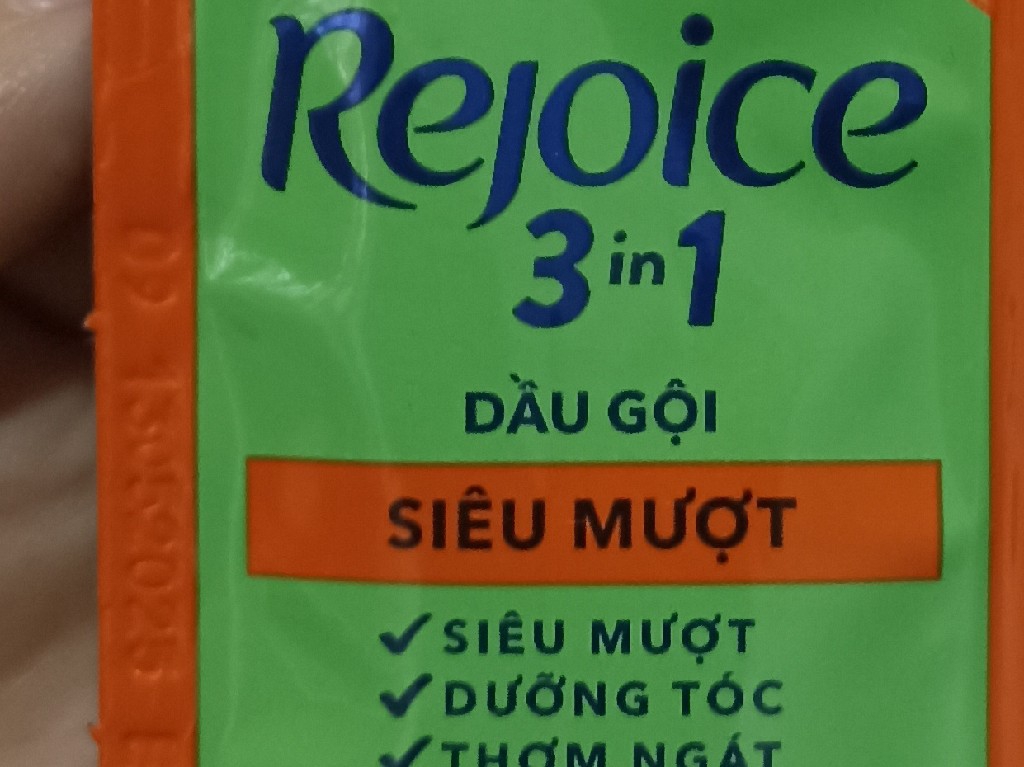 Rejoice
3 in 1
DẦU GỘI
SIÊU MƯỢT
✓ SIÊU MƯỢT
✓ DƯỠNG TÓC
✓ THƠM NGÁT